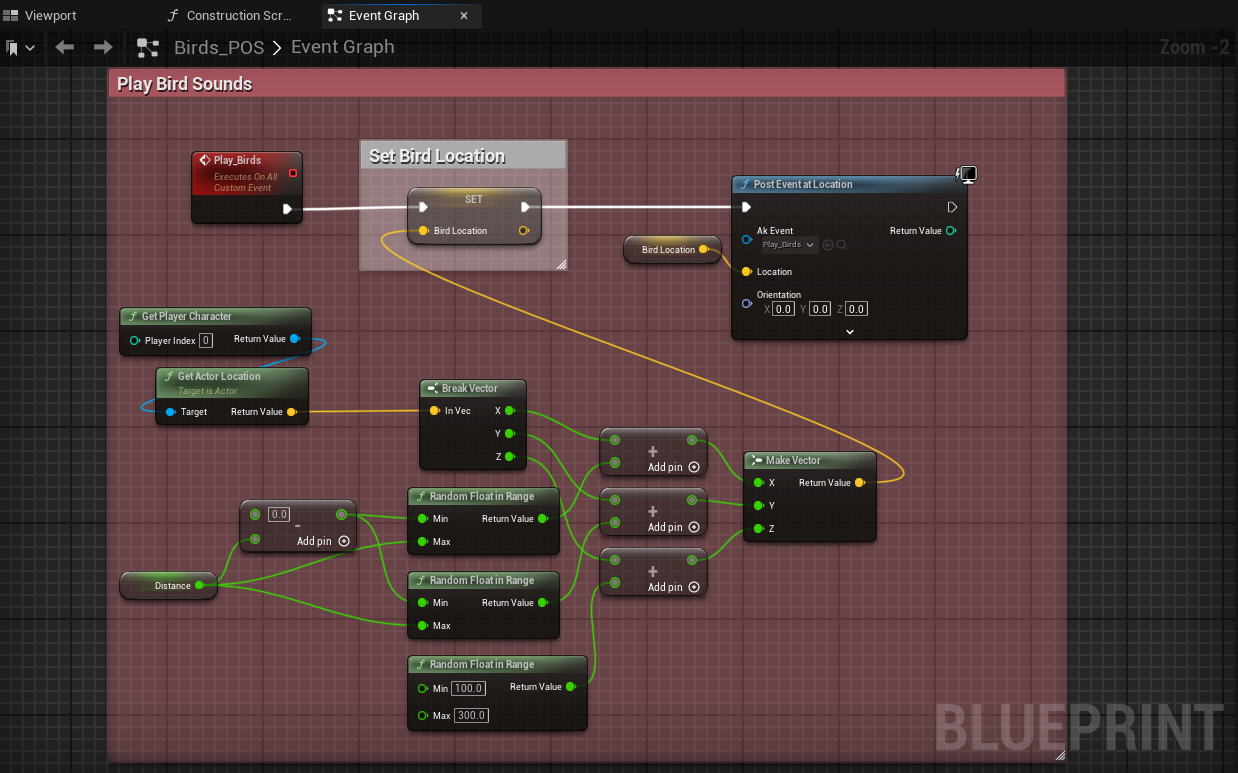 Viewport
Construction Scr...
Event Graph
Birds_POS > Event Graph
Zoom -2
Play Bird Sounds
Play_Birds
Executes On All
Custom Event
Set Bird Location
SET
Bird Location
Bird Location
Post Event at Location
Ak Event
Play_Birds
Return Value
Location
Orientation
X 0.0 Y 0.0 Z 0.0
Get Player Character
Player Index 0
Return Value
Get Actor Location
Target is Actor
Target
Return Value
Break Vector
In Vec
X
Y
Z
+
Add pin
+
Add pin
+
Add pin
Make Vector
X
Return Value
Y
Z
0.0
-
Add pin
Distance
Random Float in Range
Min
Return Value
Max
Random Float in Range
Min
Return Value
Max
Random Float in Range
Min 100.0
Return Value
Max 300.0
BLUEPRINT